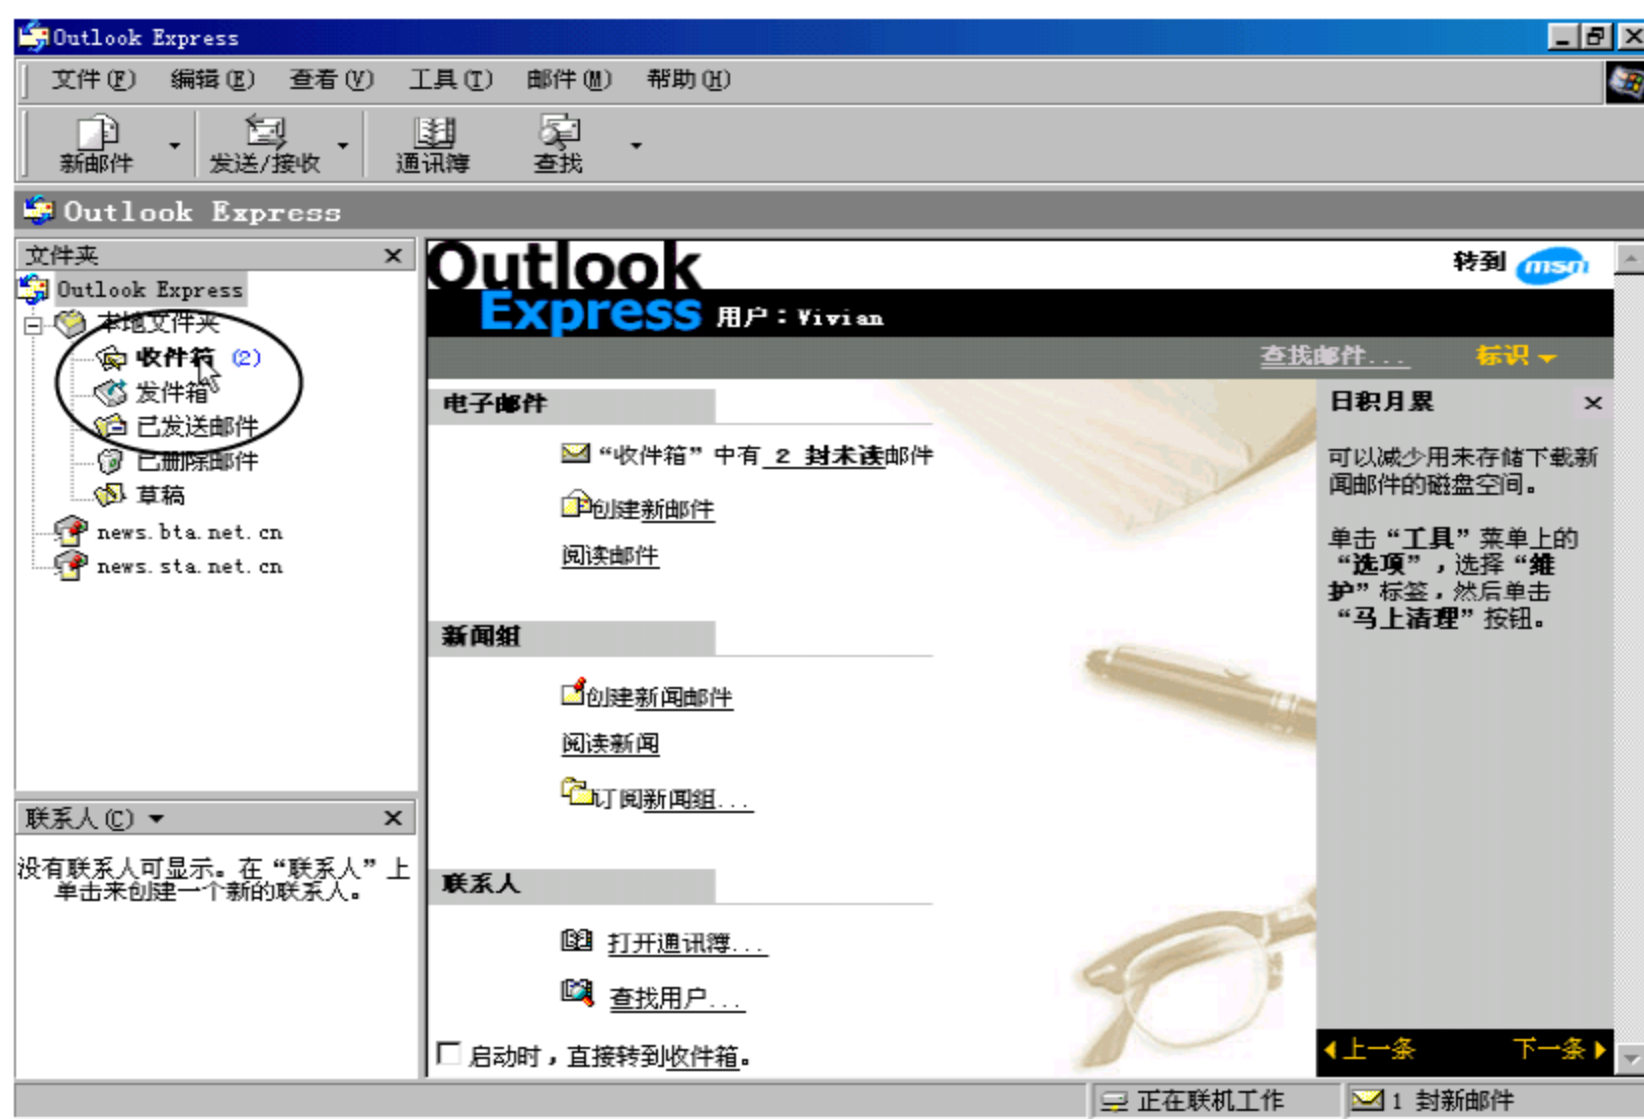 Outlook Express
文件(F) 编辑(E) 查看(V) 工具(T) 邮件(M) 帮助(H)
新邮件 发送/接收 通讯簿 查找
Outlook Express
文件夹
Outlook Express
本地文件夹
收件箱 (2)
发件箱
已发送邮件
已删除邮件
草稿
news.bta.net.cn
news.sta.net.cn
联系人(C)
没有联系人可显示。在“联系人”上
单击来创建一个新的联系人。
Outlook
Express 用户：Vivian
转到 msn
查找邮件... 标识
电子邮件
“收件箱”中有 2 封未读邮件
创建新邮件
阅读邮件
新闻组
创建新闻邮件
阅读新闻
订阅新闻组...
联系人
打开通讯簿...
查找用户...
启动时，直接转到收件箱。
日积月累
可以减少用来存储下载新
闻邮件的磁盘空间。
单击“工具”菜单上的
“选项”，选择“维
护”标签，然后单击
“马上清理”按钮。
上一条 下一条
正在联机工作 1 封新邮件